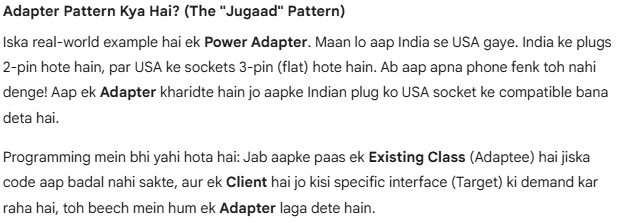 Adapter Pattern Kya Hai? (The "Jugaad" Pattern)
Iska real-world example hai ek Power Adapter. Maan lo aap India se USA gaye. India ke plugs
2-pin hote hain, par USA ke sockets 3-pin (flat) hote hain. Ab aap apna phone fenk toh nahi
denge! Aap ek Adapter kharidte hain jo aapke Indian plug ko USA socket ke compatible bana
deta hai.
Programming mein bhi yahi hota hai: Jab aapke paas ek Existing Class (Adaptee) hai jiska
code aap badal nahi sakte, aur ek Client hai jo kisi specific interface (Target) ki demand kar
raha hai, toh beech mein hum ek Adapter laga dete hain.